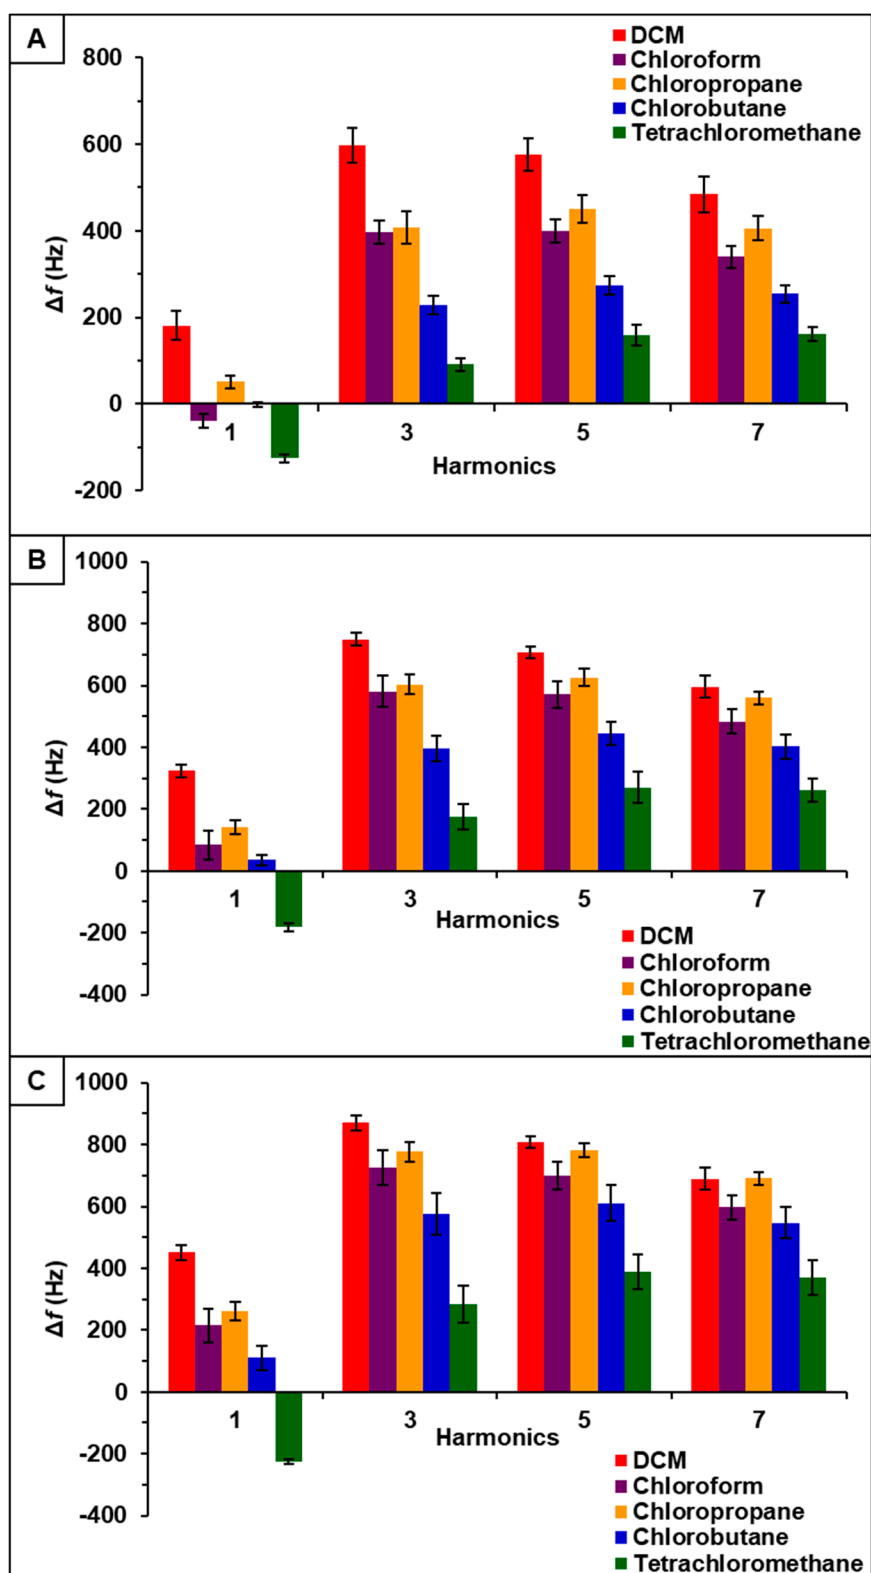 A
DCM
Chloroform
Chloropropane
Chlorobutane
Tetrachloromethane
800
600
400
200
0
-200
Δf (Hz)
1 3 5 7
Harmonics
B
1000
800
600
400
200
0
-200
-400
Δf (Hz)
1 3 5 7
Harmonics
DCM
Chloroform
Chloropropane
Chlorobutane
Tetrachloromethane
C
1000
800
600
400
200
0
-200
-400
Δf (Hz)
1 3 5 7
Harmonics
DCM
Chloroform
Chloropropane
Chlorobutane
Tetrachloromethane